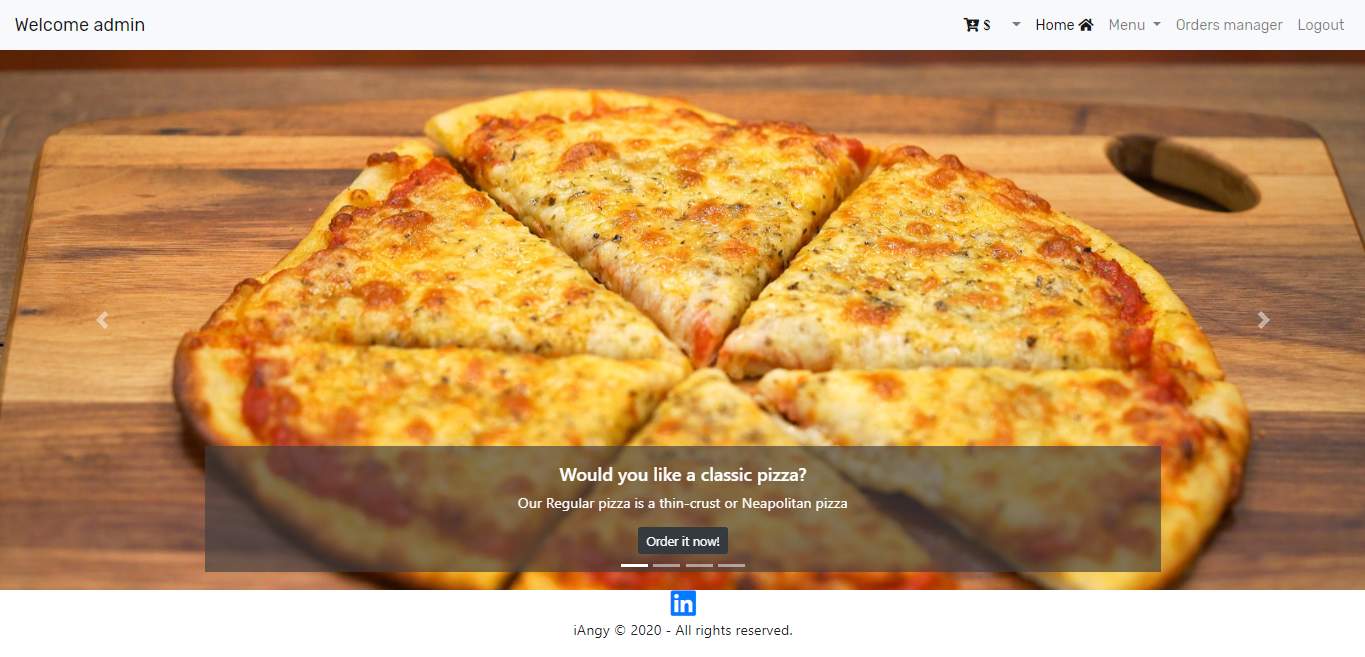 Welcome admin
$
Home
Menu
Orders manager
Logout
Would you like a classic pizza?
Our Regular pizza is a thin-crust or Neapolitan pizza
Order it now!
in
iAngy © 2020 - All rights reserved.